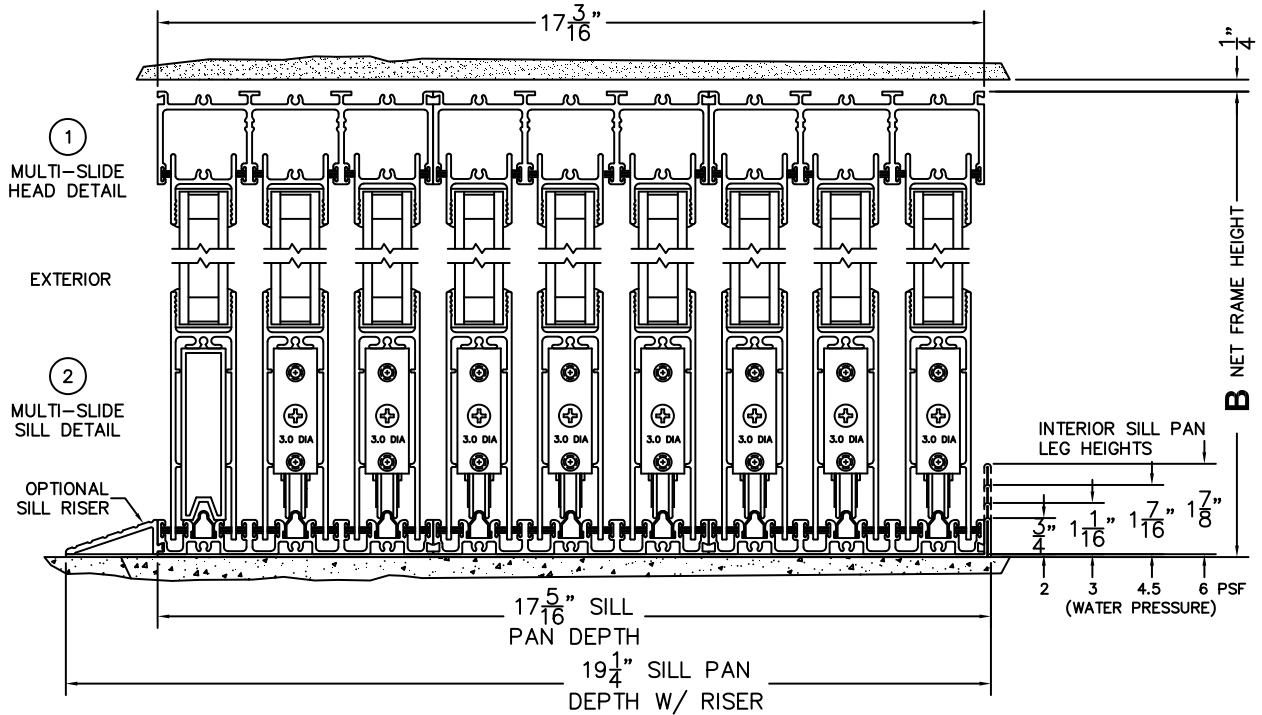 17 3/16”
1/4”
1
MULTI-SLIDE
HEAD DETAIL
EXTERIOR
B NET FRAME HEIGHT
2
MULTI-SLIDE
SILL DETAIL
3.0 DIA 3.0 DIA 3.0 DIA 3.0 DIA 3.0 DIA 3.0 DIA 3.0 DIA 3.0 DIA
INTERIOR SILL PAN
LEG HEIGHTS
OPTIONAL
SILL RISER
3/4” 1 1/16” 1 7/16” 1 7/8”
2 3 4.5 6 PSF
(WATER PRESSURE)
17 5/16” SILL
PAN DEPTH
19 1/4” SILL PAN
DEPTH W/ RISER